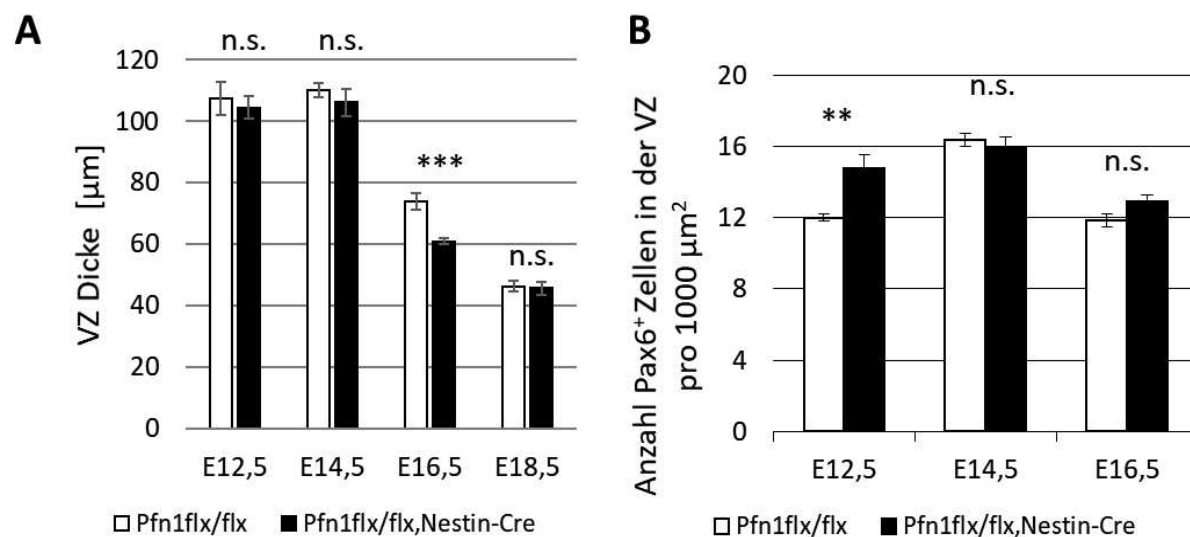 A
n.s.
n.s.
120
100
***
80
60
n.s.
40
20
0
VZ Dicke [µm]
E12,5 E14,5 E16,5 E18,5
Pfn1flx/flx Pfn1flx/flx,Nestin-Cre
B
20
n.s.
**
16
n.s.
12
8
4
0
Anzahl Pax6⁺ Zellen in der VZ
pro 1000 µm²
E12,5 E14,5 E16,5
Pfn1flx/flx Pfn1flx/flx,Nestin-Cre